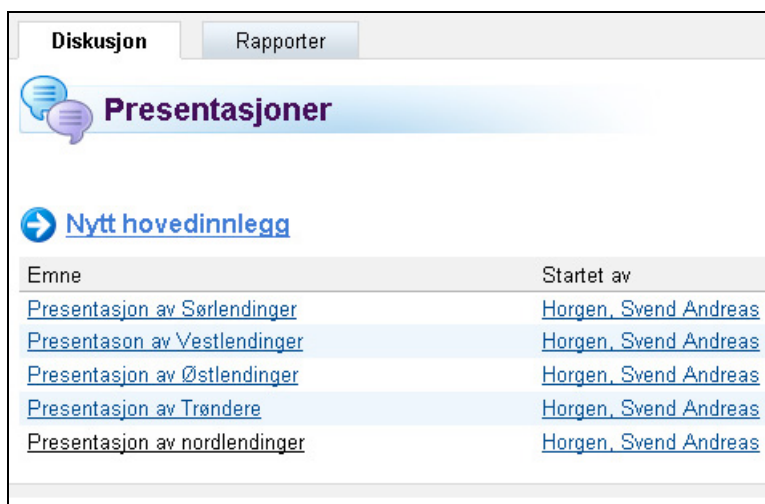 Diskusjon Rapporter
Presentasjoner
Nytt hovedinnlegg
Emne Startet av
Presentasjon av Sørlendinger Horgen, Svend Andreas
Presentason av Vestlendinger Horgen, Svend Andreas
Presentasjon av Østlendinger Horgen, Svend Andreas
Presentasjon av Trøndere Horgen, Svend Andreas
Presentasjon av nordlendinger Horgen, Svend Andreas